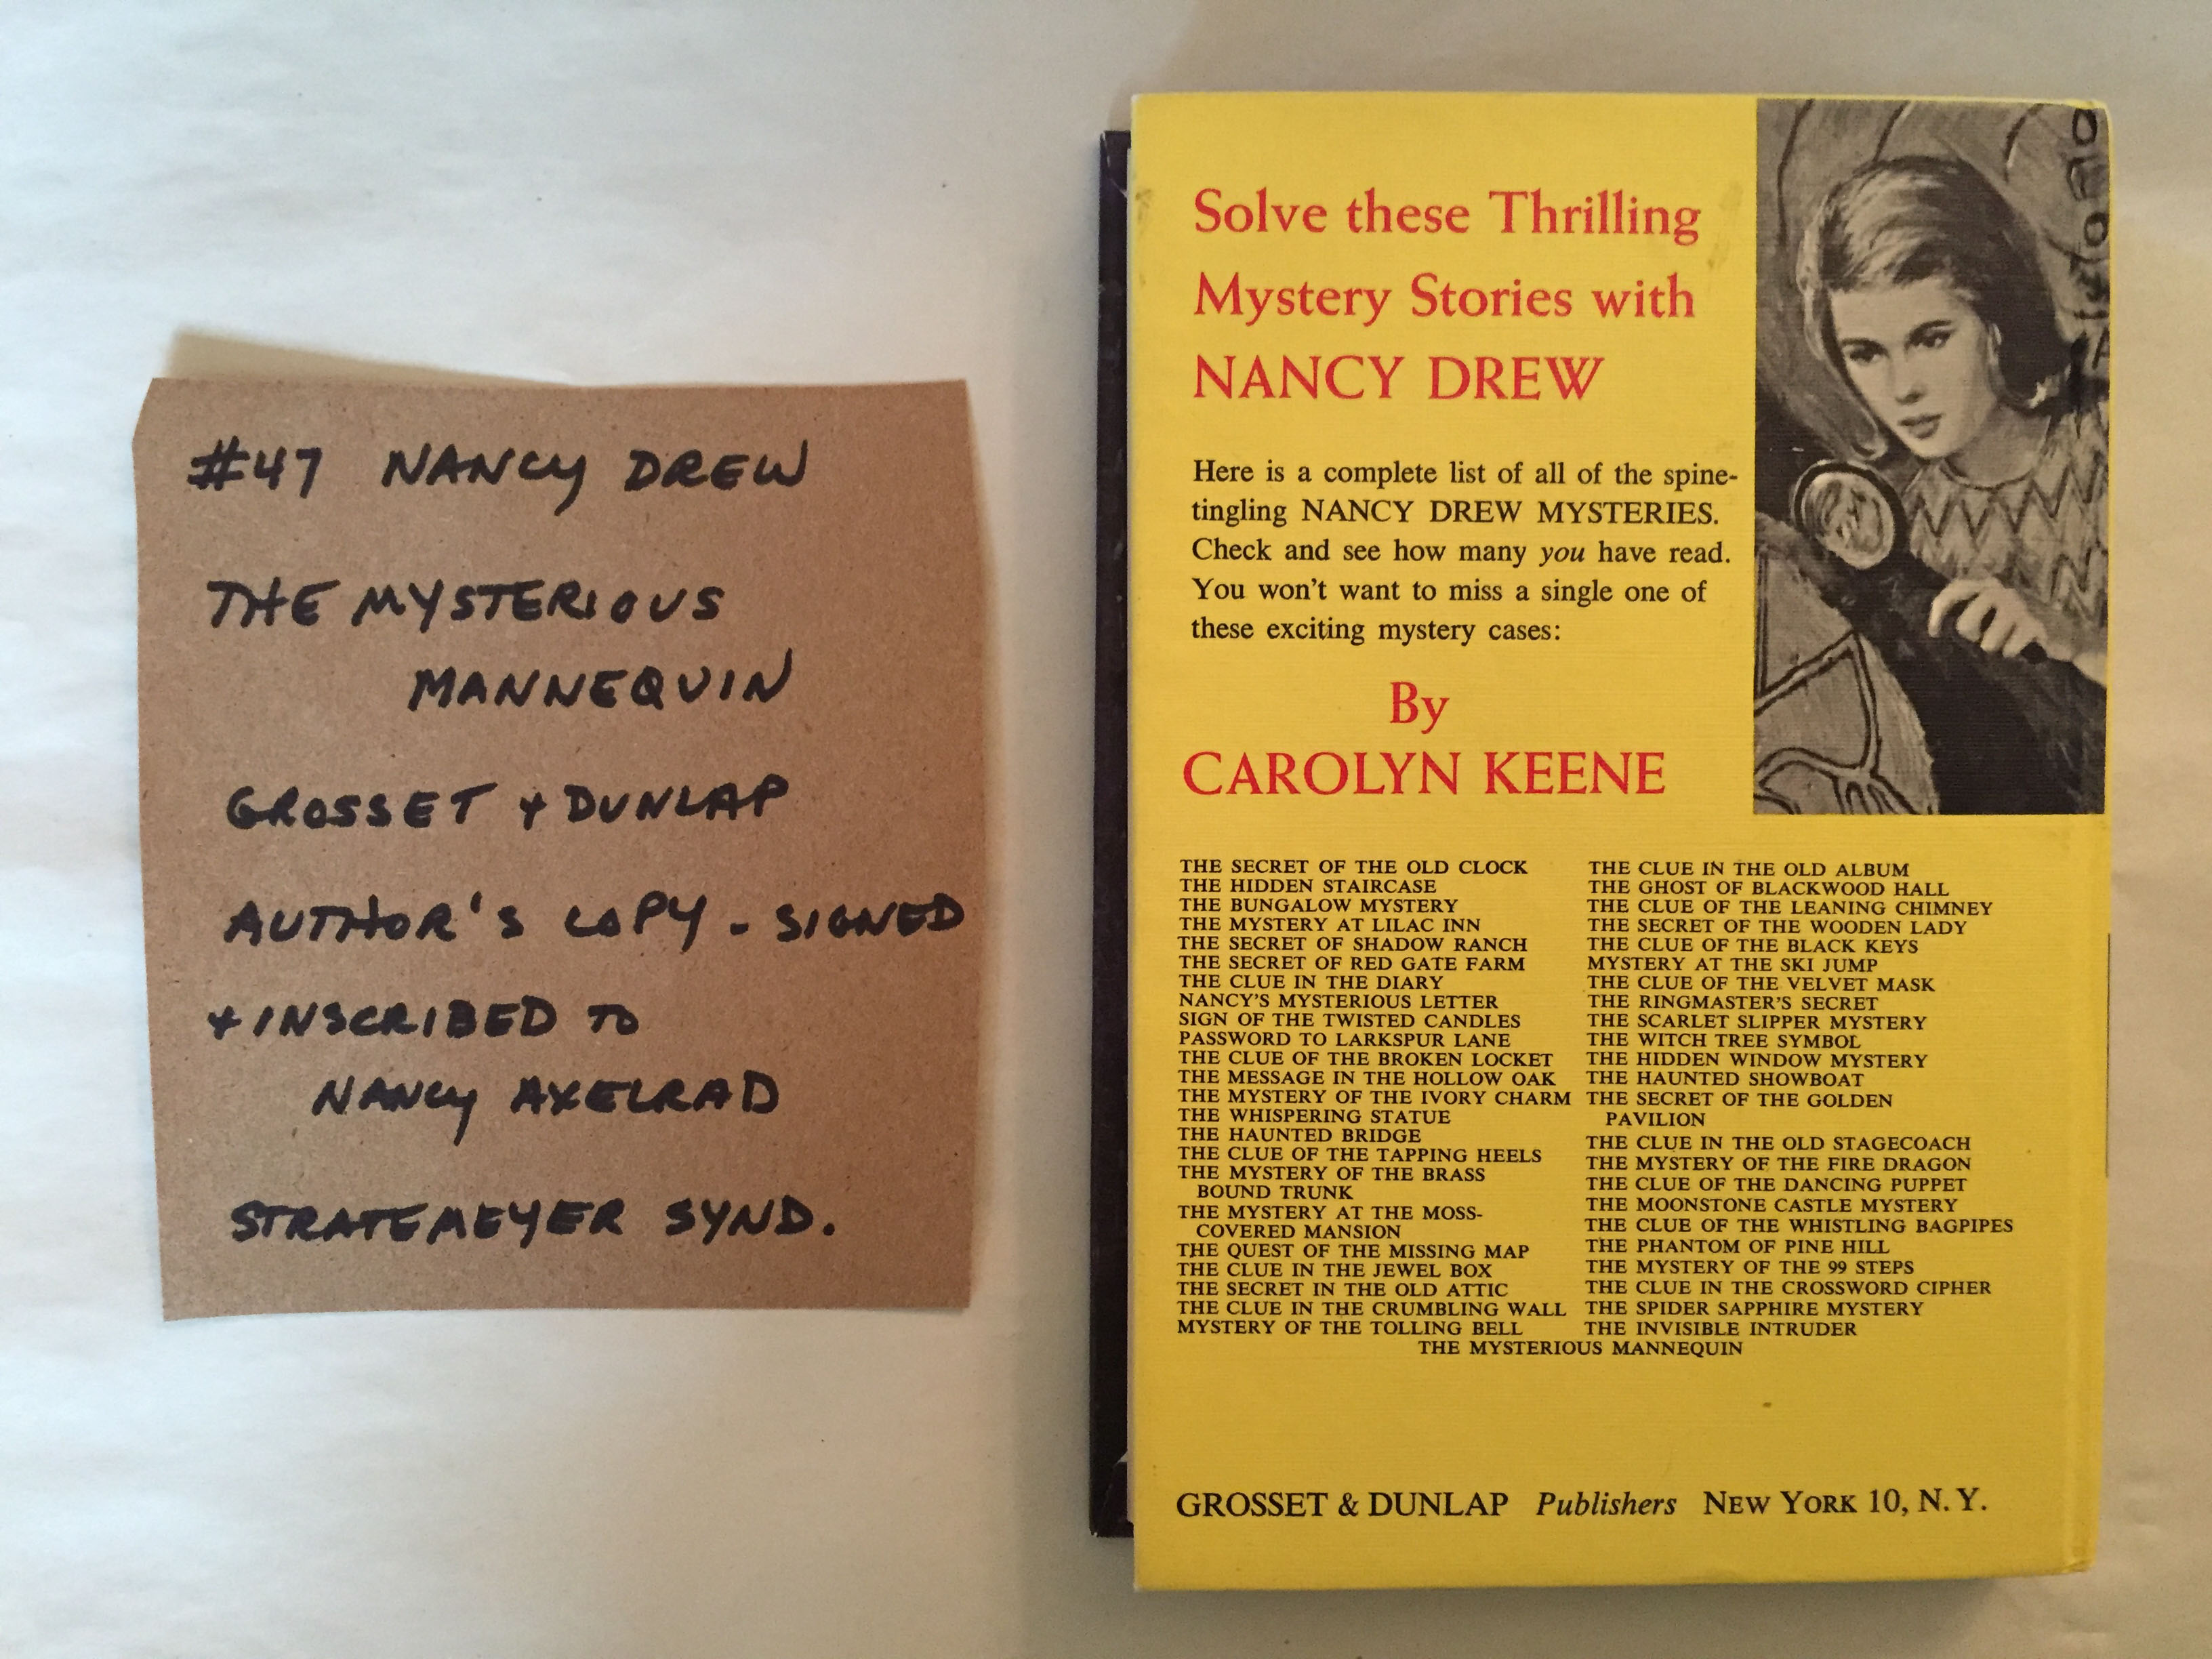 #47 NANCY DREW
THE MYSTERIOUS
MANNEQUIN
GROSSET + DUNLAP
AUTHOR'S COPY - SIGNED
+ INSCRIBED TO
NANCY AXELRAD
STRATEMEYER SYND.
Solve these Thrilling
Mystery Stories with
NANCY DREW
Here is a complete list of all of the spine-
tingling NANCY DREW MYSTERIES.
Check and see how many you have read.
You won't want to miss a single one of
these exciting mystery cases:
By
CAROLYN KEENE
THE SECRET OF THE OLD CLOCK
THE HIDDEN STAIRCASE
THE BUNGALOW MYSTERY
THE MYSTERY AT LILAC INN
THE SECRET OF SHADOW RANCH
THE SECRET OF RED GATE FARM
THE CLUE IN THE DIARY
NANCY'S MYSTERIOUS LETTER
SIGN OF THE TWISTED CANDLES
PASSWORD TO LARKSPUR LANE
THE CLUE OF THE BROKEN LOCKET
THE MESSAGE IN THE HOLLOW OAK
THE MYSTERY OF THE IVORY CHARM
THE WHISPERING STATUE
THE HAUNTED BRIDGE
THE CLUE OF THE TAPPING HEELS
THE MYSTERY OF THE BRASS
BOUND TRUNK
THE MYSTERY AT THE MOSS-
COVERED MANSION
THE QUEST OF THE MISSING MAP
THE CLUE IN THE JEWEL BOX
THE SECRET IN THE OLD ATTIC
THE CLUE IN THE CRUMBLING WALL
MYSTERY OF THE TOLLING BELL
THE CLUE IN THE OLD ALBUM
THE GHOST OF BLACKWOOD HALL
THE CLUE OF THE LEANING CHIMNEY
THE SECRET OF THE WOODEN LADY
THE CLUE OF THE BLACK KEYS
MYSTERY AT THE SKI JUMP
THE CLUE OF THE VELVET MASK
THE RINGMASTER'S SECRET
THE SCARLET SLIPPER MYSTERY
THE WITCH TREE SYMBOL
THE HIDDEN WINDOW MYSTERY
THE HAUNTED SHOWBOAT
THE SECRET OF THE GOLDEN
PAVILION
THE CLUE IN THE OLD STAGECOACH
THE MYSTERY OF THE FIRE DRAGON
THE CLUE OF THE DANCING PUPPET
THE MOONSTONE CASTLE MYSTERY
THE CLUE OF THE WHISTLING BAGPIPES
THE PHANTOM OF PINE HILL
THE MYSTERY OF THE 99 STEPS
THE CLUE IN THE CROSSWORD CIPHER
THE SPIDER SAPPHIRE MYSTERY
THE INVISIBLE INTRUDER
THE MYSTERIOUS MANNEQUIN
GROSSET & DUNLAP Publishers NEW YORK 10, N. Y.